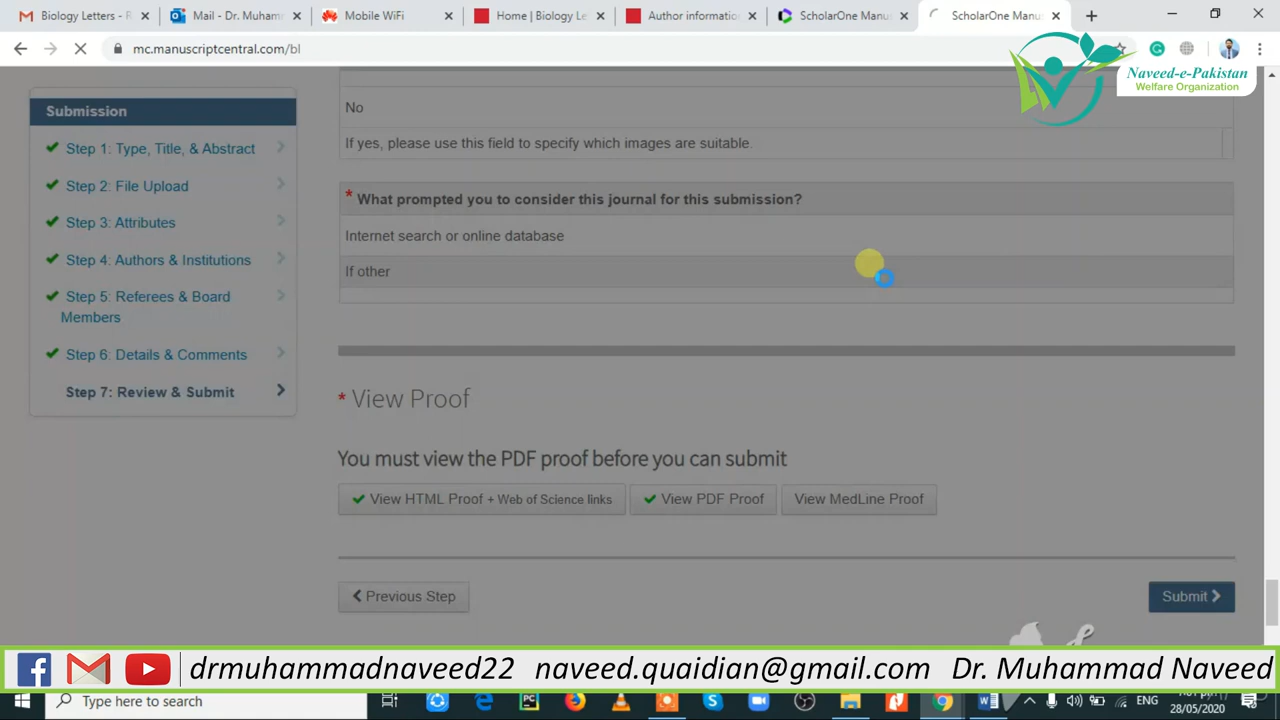 Biology Letters - R
Mail - Dr. Muhamm
Mobile WiFi
Home | Biology Le
Author informatio
ScholarOne Manus
ScholarOne Manus
mc.manuscriptcentral.com/bl
Naveed-e-Pakistan
Welfare Organization
Submission
Step 1: Type, Title, & Abstract
Step 2: File Upload
Step 3: Attributes
Step 4: Authors & Institutions
Step 5: Referees & Board
Members
Step 6: Details & Comments
Step 7: Review & Submit
No
If yes, please use this field to specify which images are suitable.
* What prompted you to consider this journal for this submission?
Internet search or online database
If other
* View Proof
You must view the PDF proof before you can submit
View HTML Proof + Web of Science links
View PDF Proof
View MedLine Proof
Previous Step
Submit
drmuhammadnaveed22 naveed.quaidian@gmail.com Dr. Muhammad Naveed
Type here to search
ENG
28/05/2020